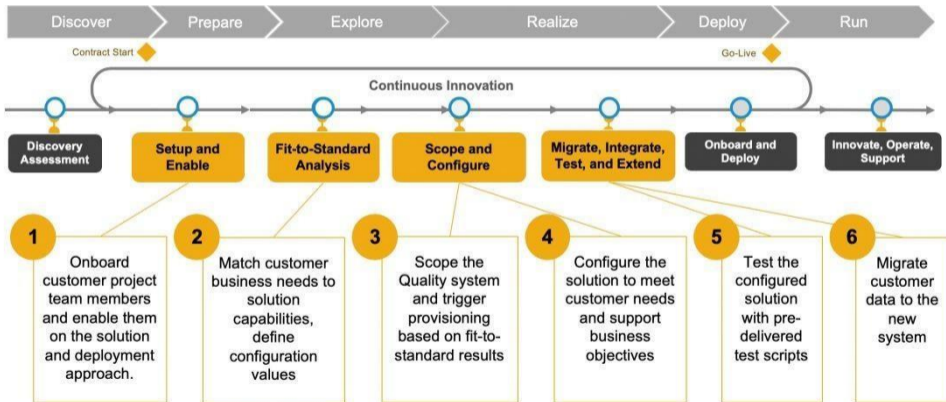 Discover
Prepare
Explore
Realize
Deploy
Run
Contract Start
Go-Live
Continuous Innovation
Discovery
Assessment
Setup and
Enable
Fit-to-Standard
Analysis
Scope and
Configure
Migrate, Integrate,
Test, and Extend
Onboard and
Deploy
Innovate, Operate,
Support
1
Onboard
customer project
team members
and enable them
on the solution
and deployment
approach.
2
Match customer
business needs to
solution
capabilities,
define
configuration
values
3
Scope the
Quality system
and trigger
provisioning
based on fit-to-
standard results
4
Configure the
solution to meet
customer needs
and support
business
objectives
5
Test the
configured
solution
with pre-
delivered
test scripts
6
Migrate
customer
data to the
new
system